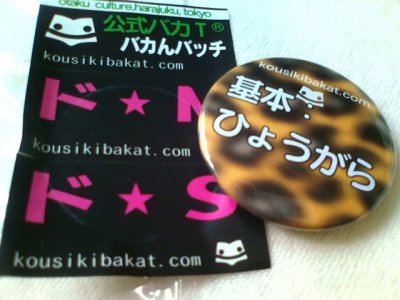 otaku culture,harajuku,tokyo
公式バカT®
バカんバッチ
kousikibakat.com
ド★M
kousikibakat.com
ド★S
kousikibakat.com
kousikibakat.com
基本:
ひょうがら